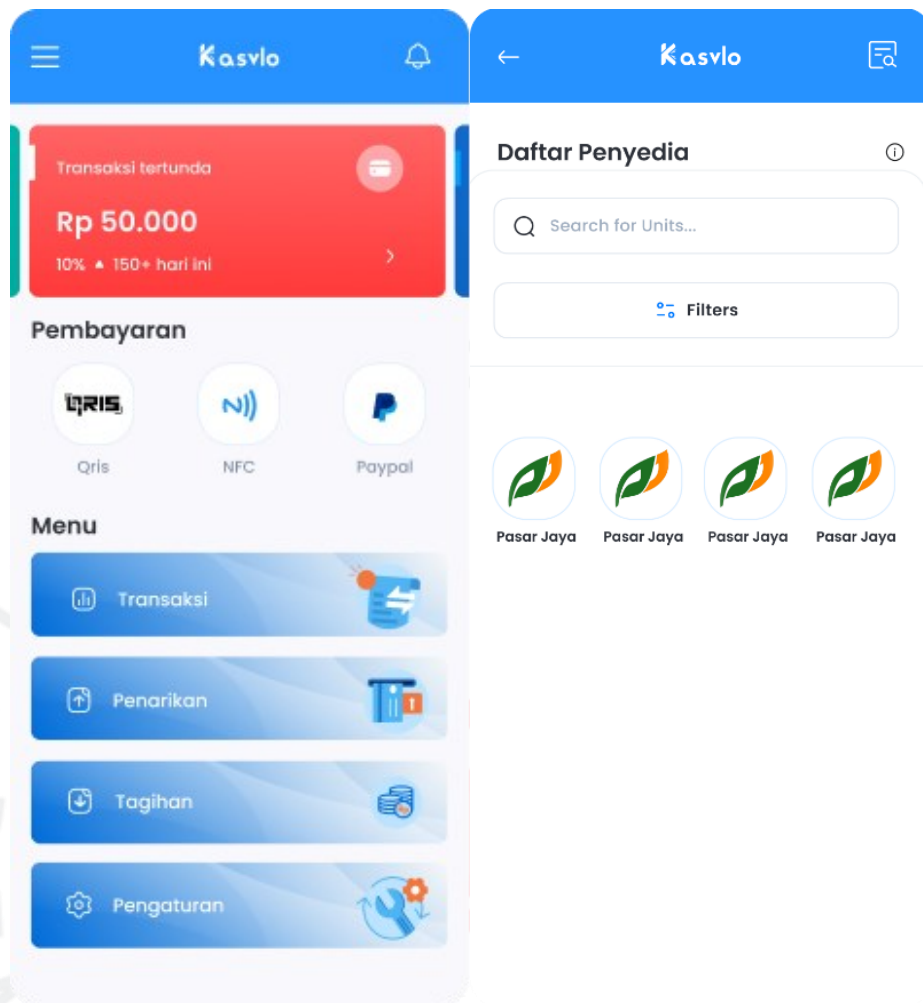 Kasvlo
Transaksi tertunda
Rp 50.000
10% ▲ 150+ hari ini
Pembayaran
QRIS
Qris
NFC
Paypal
Menu
Transaksi
Penarikan
Tagihan
Pengaturan
Kasvlo
Daftar Penyedia
Search for Units...
Filters
Pasar Jaya
Pasar Jaya
Pasar Jaya
Pasar Jaya